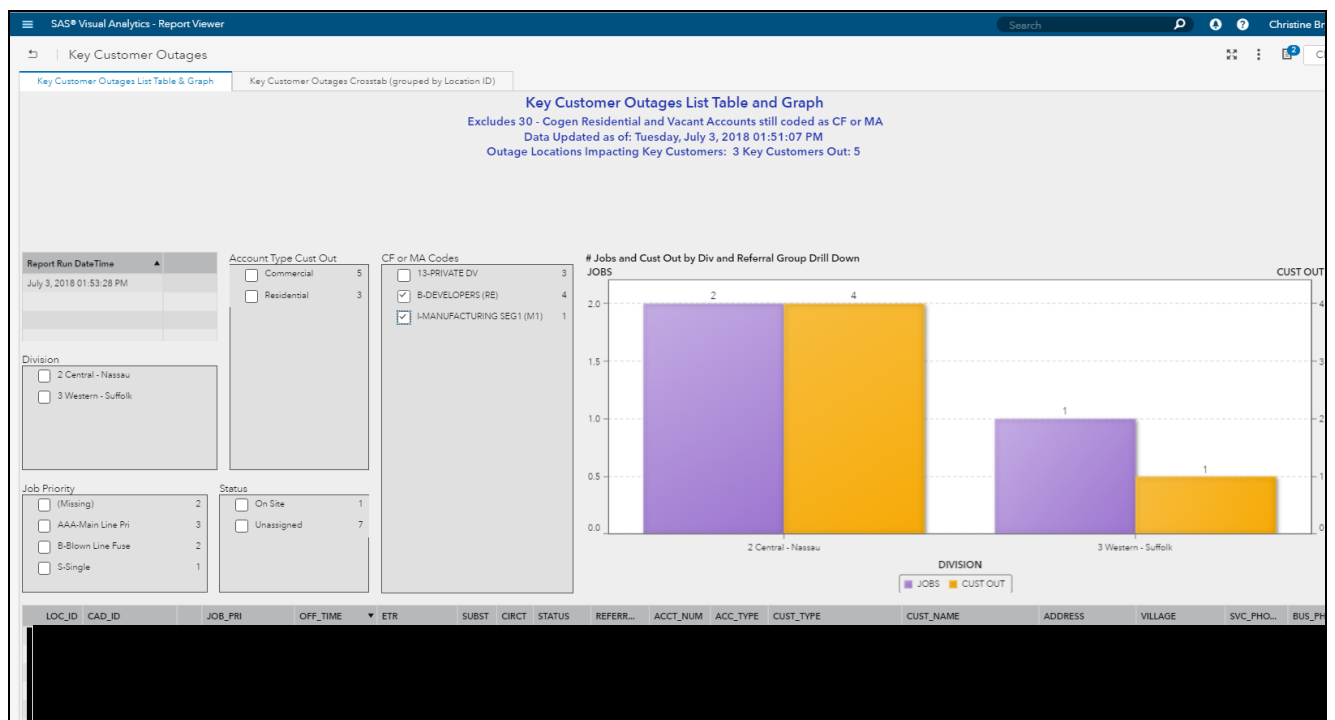 SAS® Visual Analytics - Report Viewer
Search
Christine Br
Key Customer Outages
2
Key Customer Outages List Table & Graph
Key Customer Outages Crosstab (grouped by Location ID)
Key Customer Outages List Table and Graph
Excludes 30 - Cogen Residential and Vacant Accounts still coded as CF or MA
Data Updated as of: Tuesday, July 3, 2018 01:51:07 PM
Outage Locations Impacting Key Customers: 3 Key Customers Out: 5
Report Run DateTime
July 3, 2018 01:53:28 PM
Account Type Cust Out
Commercial 5
Residential 3
CF or MA Codes
13-PRIVATE DV 3
B-DEVELOPERS (RE) 4
I-MANUFACTURING SEG1 (M1) 1
Division
2 Central - Nassau
3 Western - Suffolk
Job Priority
(Missing) 2
AAA-Main Line Pri 3
B-Blown Line Fuse 2
S-Single 1
Status
On Site 1
Unassigned 7
# Jobs and Cust Out by Div and Referral Group Drill Down
JOBS
CUST OUT
2.0
1.5
1.0
0.5
0.0
2
4
1
1
4
3
2
1
0
2 Central - Nassau
3 Western - Suffolk
DIVISION
JOBS CUST OUT
LOC_ID CAD_ID JOB_PRI OFF_TIME ETR SUBST CIRCT STATUS REFERR... ACCT_NUM ACC_TYPE CUST_TYPE CUST_NAME ADDRESS VILLAGE SVC_PHO... BUS_PH